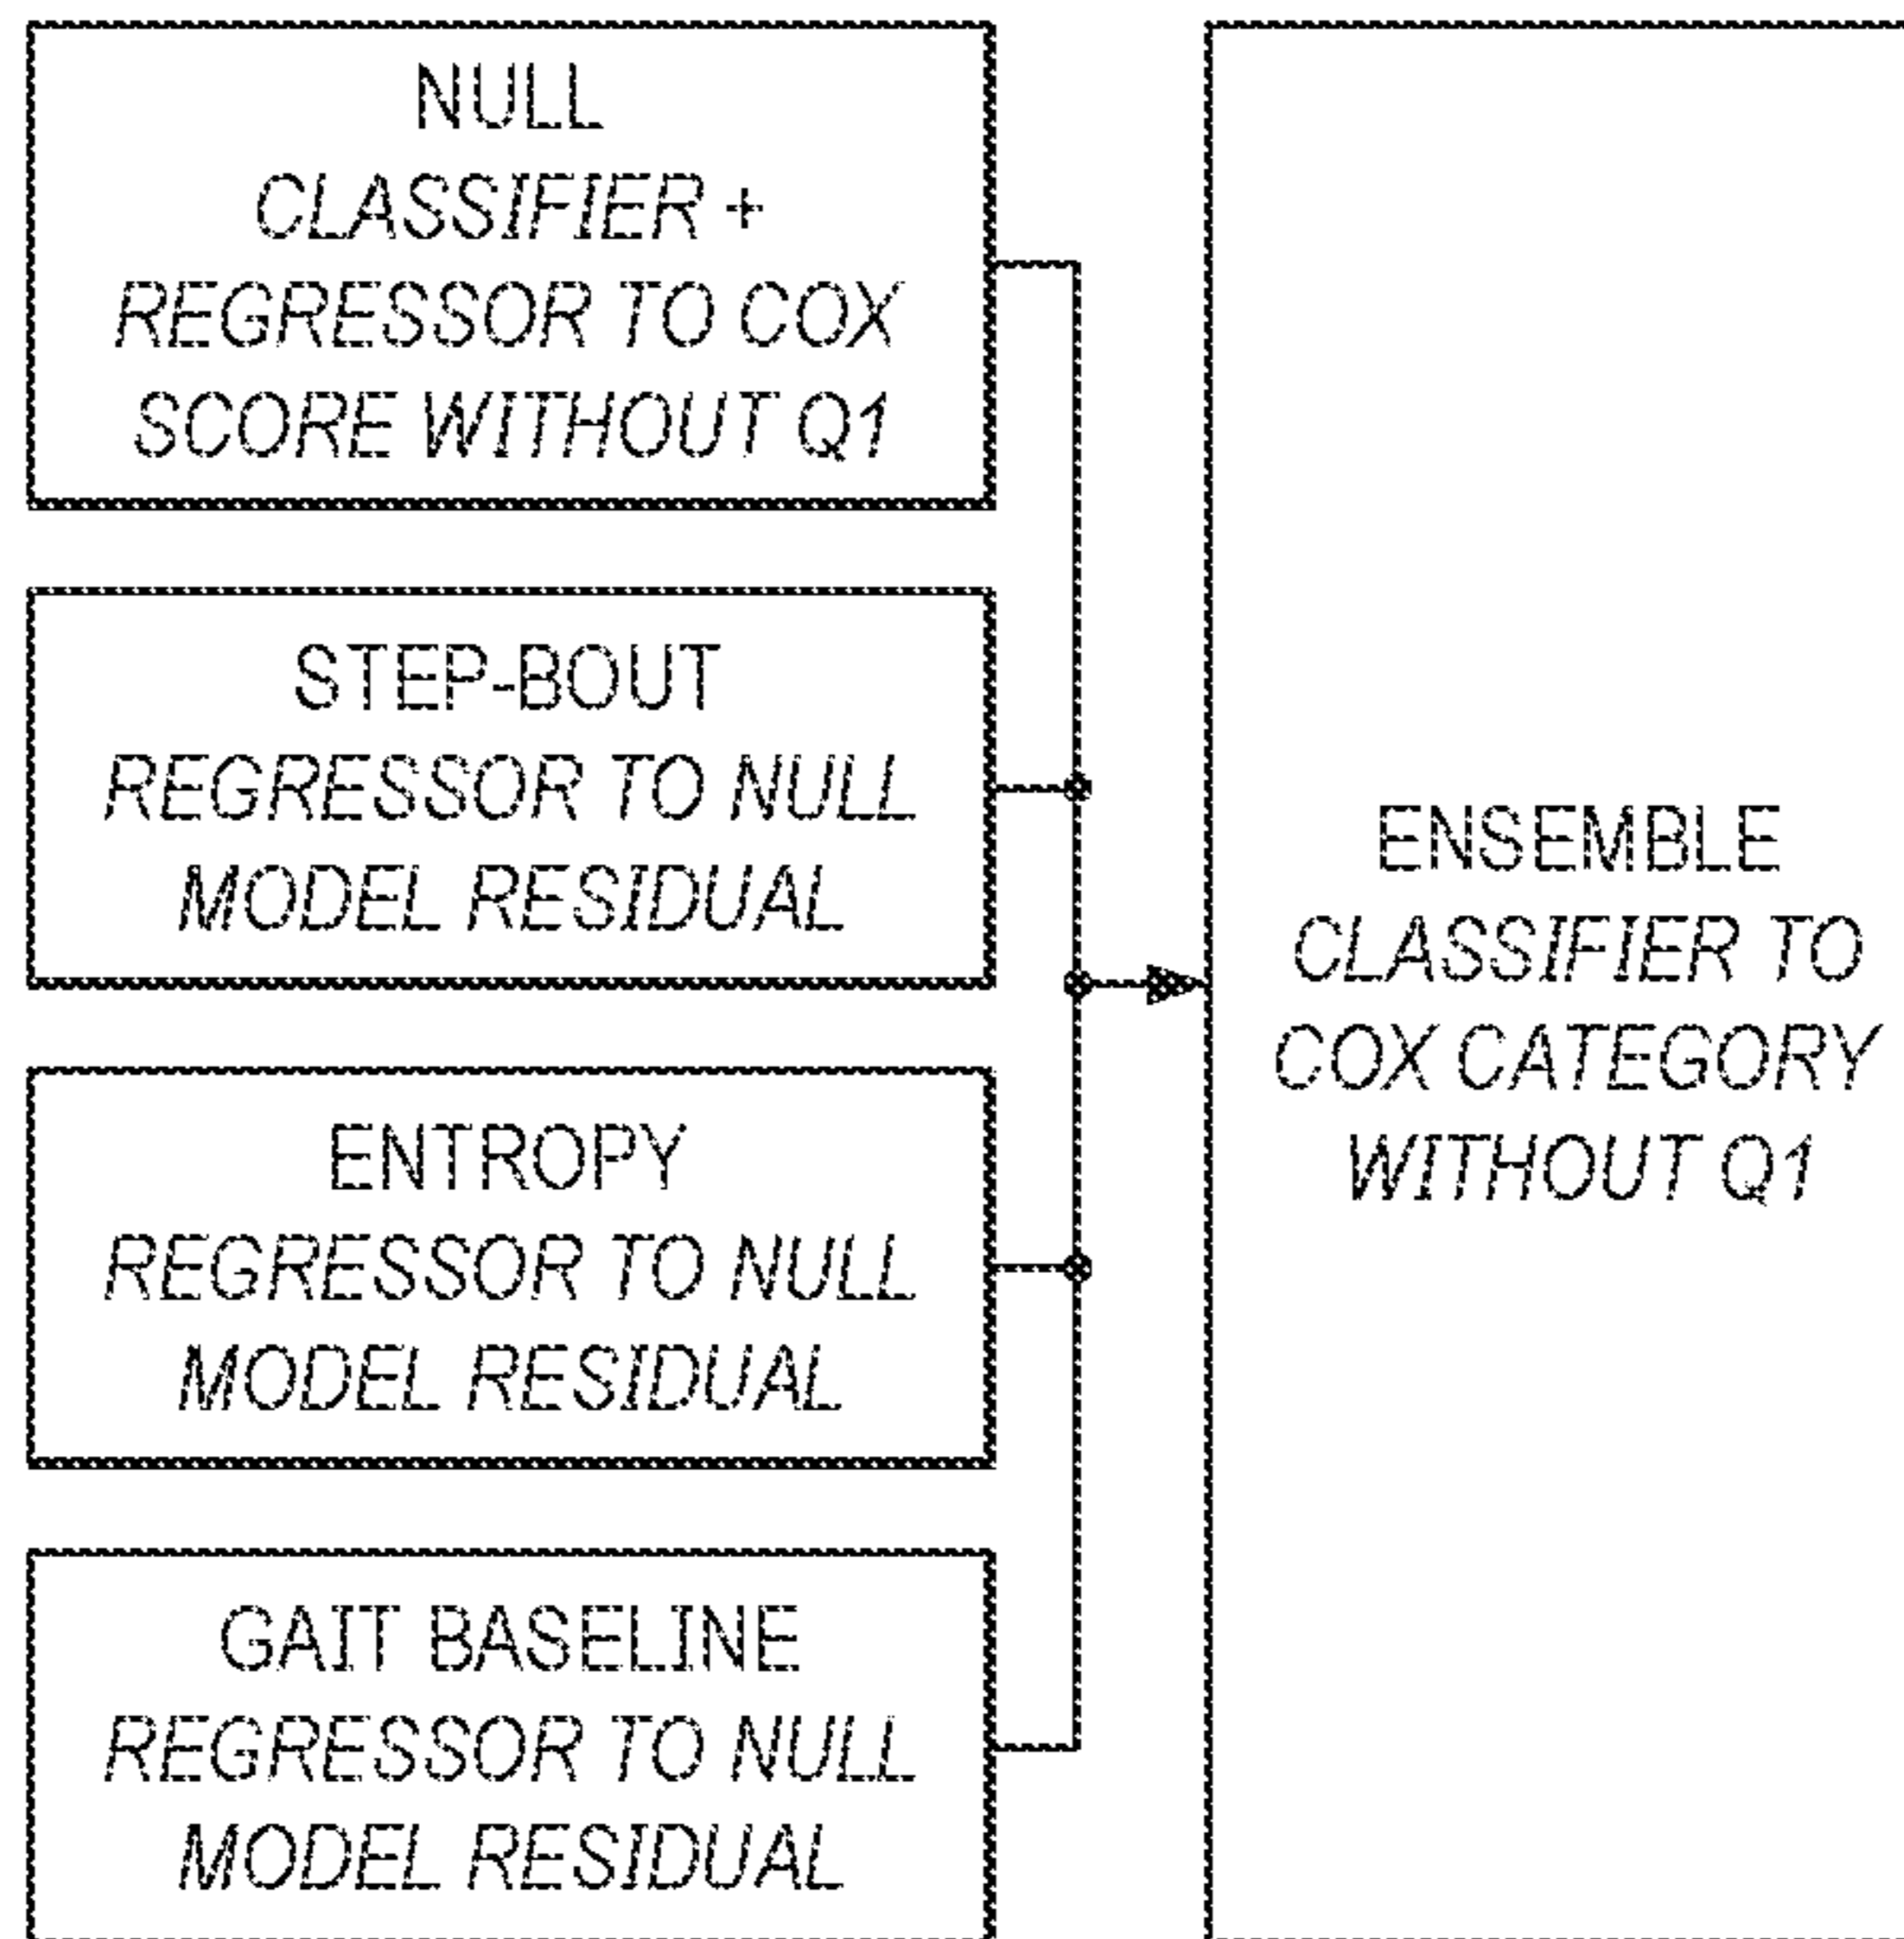 NULL
CLASSIFIER +
REGRESSOR TO COX
SCORE WITHOUT Q1
STEP-BOUT
REGRESSOR TO NULL
MODEL RESIDUAL
ENTROPY
REGRESSOR TO NULL
MODEL RESIDUAL
GAIT BASELINE
REGRESSOR TO NULL
MODEL RESIDUAL
ENSEMBLE
CLASSIFIER TO
COX CATEGORY
WITHOUT Q1